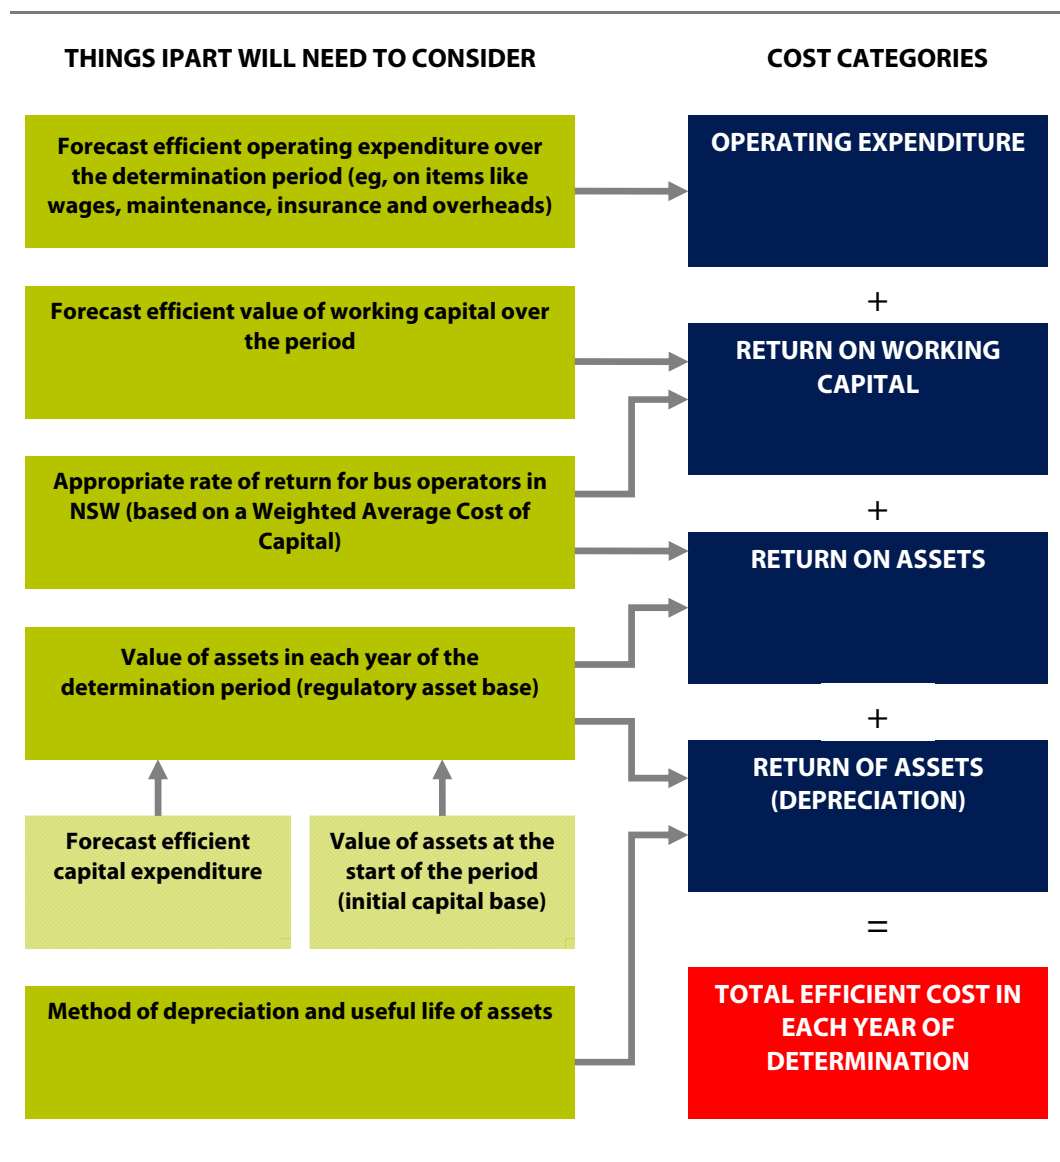 THINGS IPART WILL NEED TO CONSIDER
COST CATEGORIES
Forecast efficient operating expenditure over
the determination period (eg, on items like
wages, maintenance, insurance and overheads)
OPERATING EXPENDITURE
+
Forecast efficient value of working capital over
the period
RETURN ON WORKING
CAPITAL
+
Appropriate rate of return for bus operators in
NSW (based on a Weighted Average Cost of
Capital)
RETURN ON ASSETS
+
Value of assets in each year of the
determination period (regulatory asset base)
RETURN OF ASSETS
(DEPRECIATION)
Forecast efficient
capital expenditure
Value of assets at the
start of the period
(initial capital base)
=
Method of depreciation and useful life of assets
TOTAL EFFICIENT COST IN
EACH YEAR OF
DETERMINATION